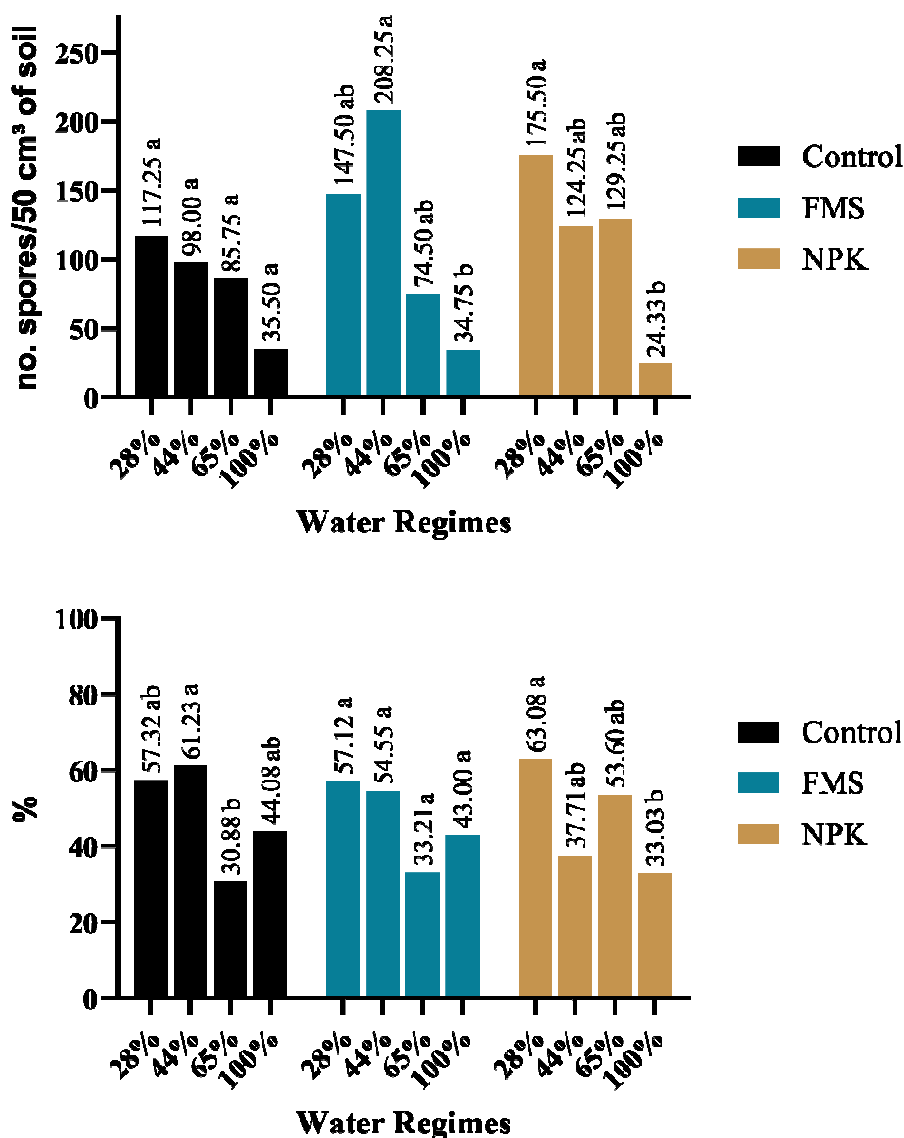 no. spores/50 cm³ of soil
250
200
150
100
50
0
117.25 a
98.00 a
85.75 a
35.50 a
147.50 ab
208.25 a
74.50 ab
34.75 b
175.50 a
124.25 ab
129.25 ab
24.33 b
28%
44%
65%
100%
28%
44%
65%
100%
28%
44%
65%
100%
Water Regimes
Control
FMS
NPK
%
100
80
60
40
20
0
57.32 ab
61.23 a
30.88 b
44.08 ab
57.12 a
54.55 a
33.21 a
43.00 a
63.08 a
37.71 ab
53.60 ab
33.03 b
28%
44%
65%
100%
28%
44%
65%
100%
28%
44%
65%
100%
Water Regimes
Control
FMS
NPK